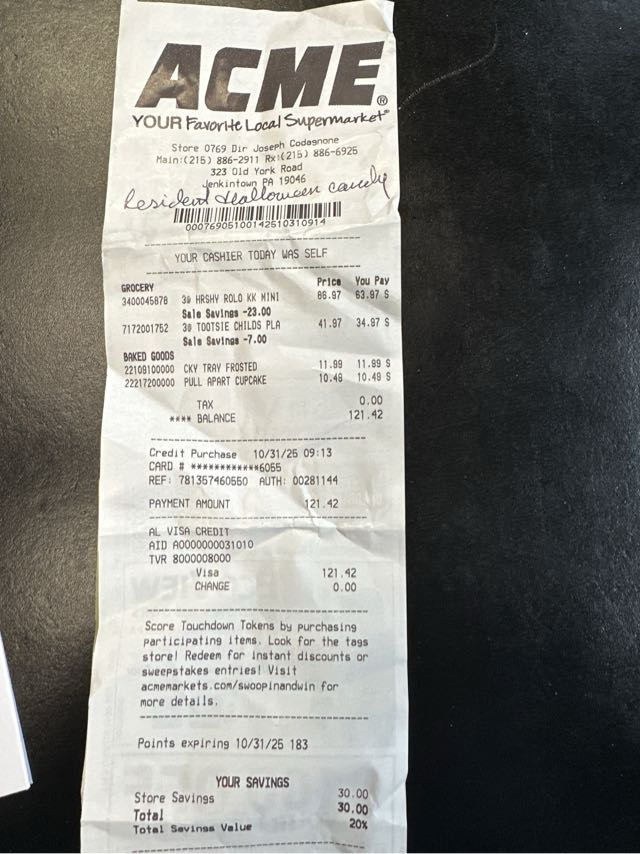 ACME®
YOUR Favorite Local Supermarket®
Store 0769 Dir Joseph Codagnone
Main:(215) 886-2911 Rx:(215) 886-6925
323 Old York Road
Jenkintown PA 19046
Resident Halloween candy
00076905100142510310914
YOUR CASHIER TODAY WAS SELF
Price You Pay
GROCERY
3400045878 3@ HRSHY ROLO KK MINI 86.97 63.97 S
Sale Savings -23.00
7172001752 3@ TOOTSIE CHILDS PLA 41.97 34.97 S
Sale Savings -7.00
BAKED GOODS
22108100000 CKY TRAY FROSTED 11.99 11.99 S
22217200000 PULL APART CUPCAKE 10.49 10.49 S
TAX 0.00
**** BALANCE 121.42
Credit Purchase 10/31/25 09:13
CARD # ************6055
REF: 781357460550 AUTH: 00281144
PAYMENT AMOUNT 121.42
AL VISA CREDIT
AID A0000000031010
TVR 8000008000
Visa 121.42
CHANGE 0.00
Score Touchdown Tokens by purchasing
participating items. Look for the tags
store! Redeem for instant discounts or
sweepstakes entries! Visit
acmemarkets.com/swoopinandwin for
more details.
Points expiring 10/31/25 183
YOUR SAVINGS
Store Savings 30.00
Total 30.00
Total Savings Value 20%